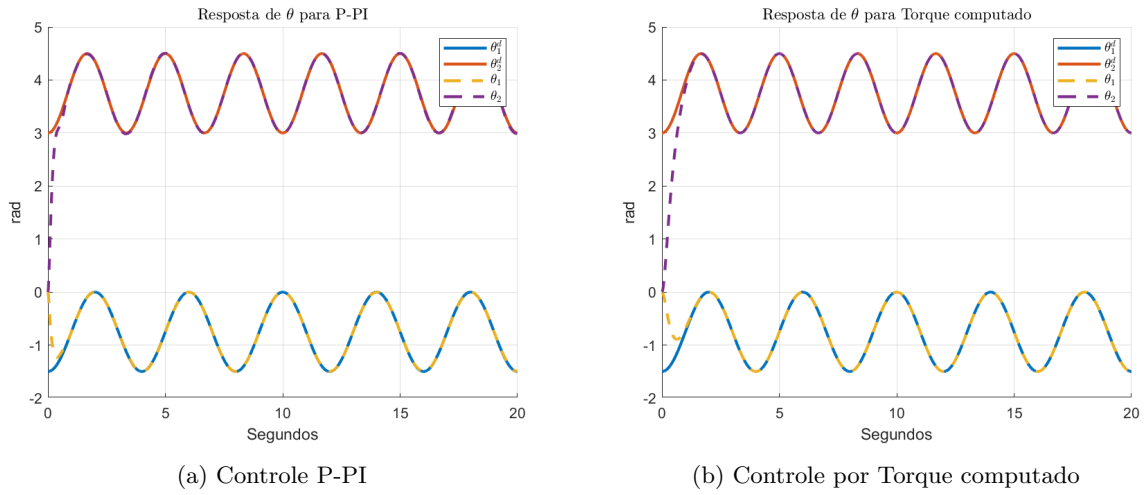 Resposta de θ para P-PI
5
4
3
2
1
0
-1
-2
rad
0
5
10
15
20
Segundos
θ₁ᵈ
θ₂ᵈ
θ₁
θ₂
(a) Controle P-PI
Resposta de θ para Torque computado
5
4
3
2
1
0
-1
-2
rad
0
5
10
15
20
Segundos
θ₁ᵈ
θ₂ᵈ
θ₁
θ₂
(b) Controle por Torque computado